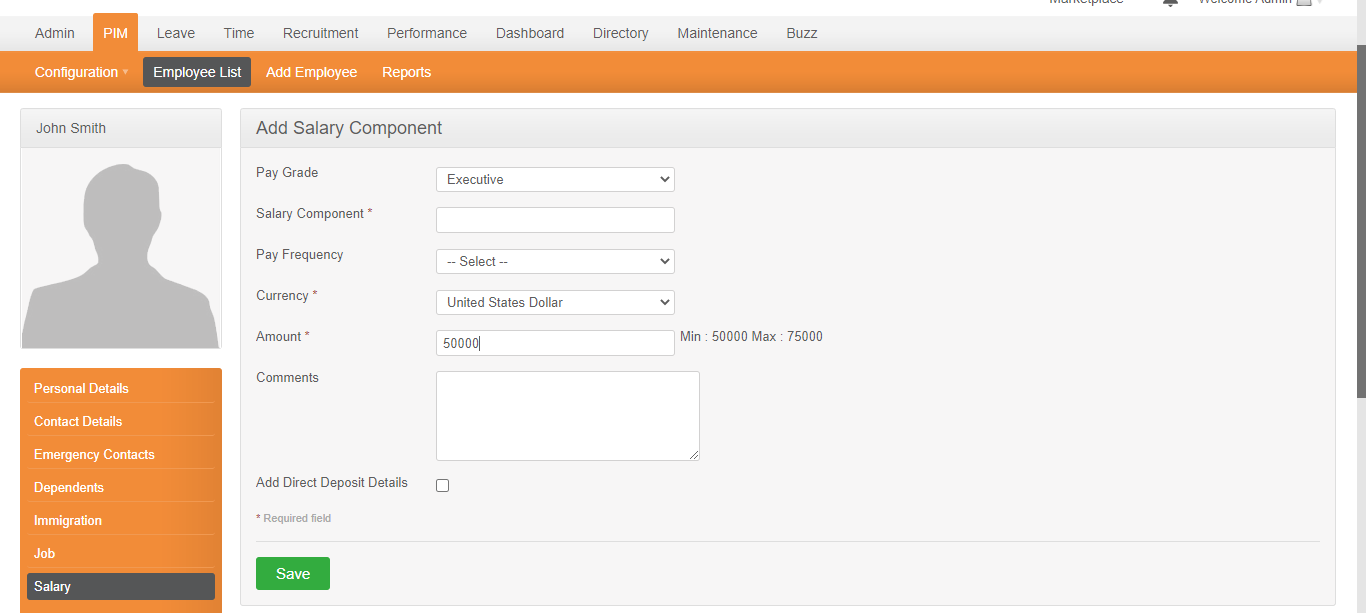 Marketplace Welcome Admin
Admin PIM Leave Time Recruitment Performance Dashboard Directory Maintenance Buzz
Configuration Employee List Add Employee Reports
John Smith
Add Salary Component
Pay Grade Executive
Salary Component *
Pay Frequency -- Select --
Currency * United States Dollar
Amount * 50000 Min : 50000 Max : 75000
Comments
Add Direct Deposit Details
* Required field
Save
Personal Details
Contact Details
Emergency Contacts
Dependents
Immigration
Job
Salary